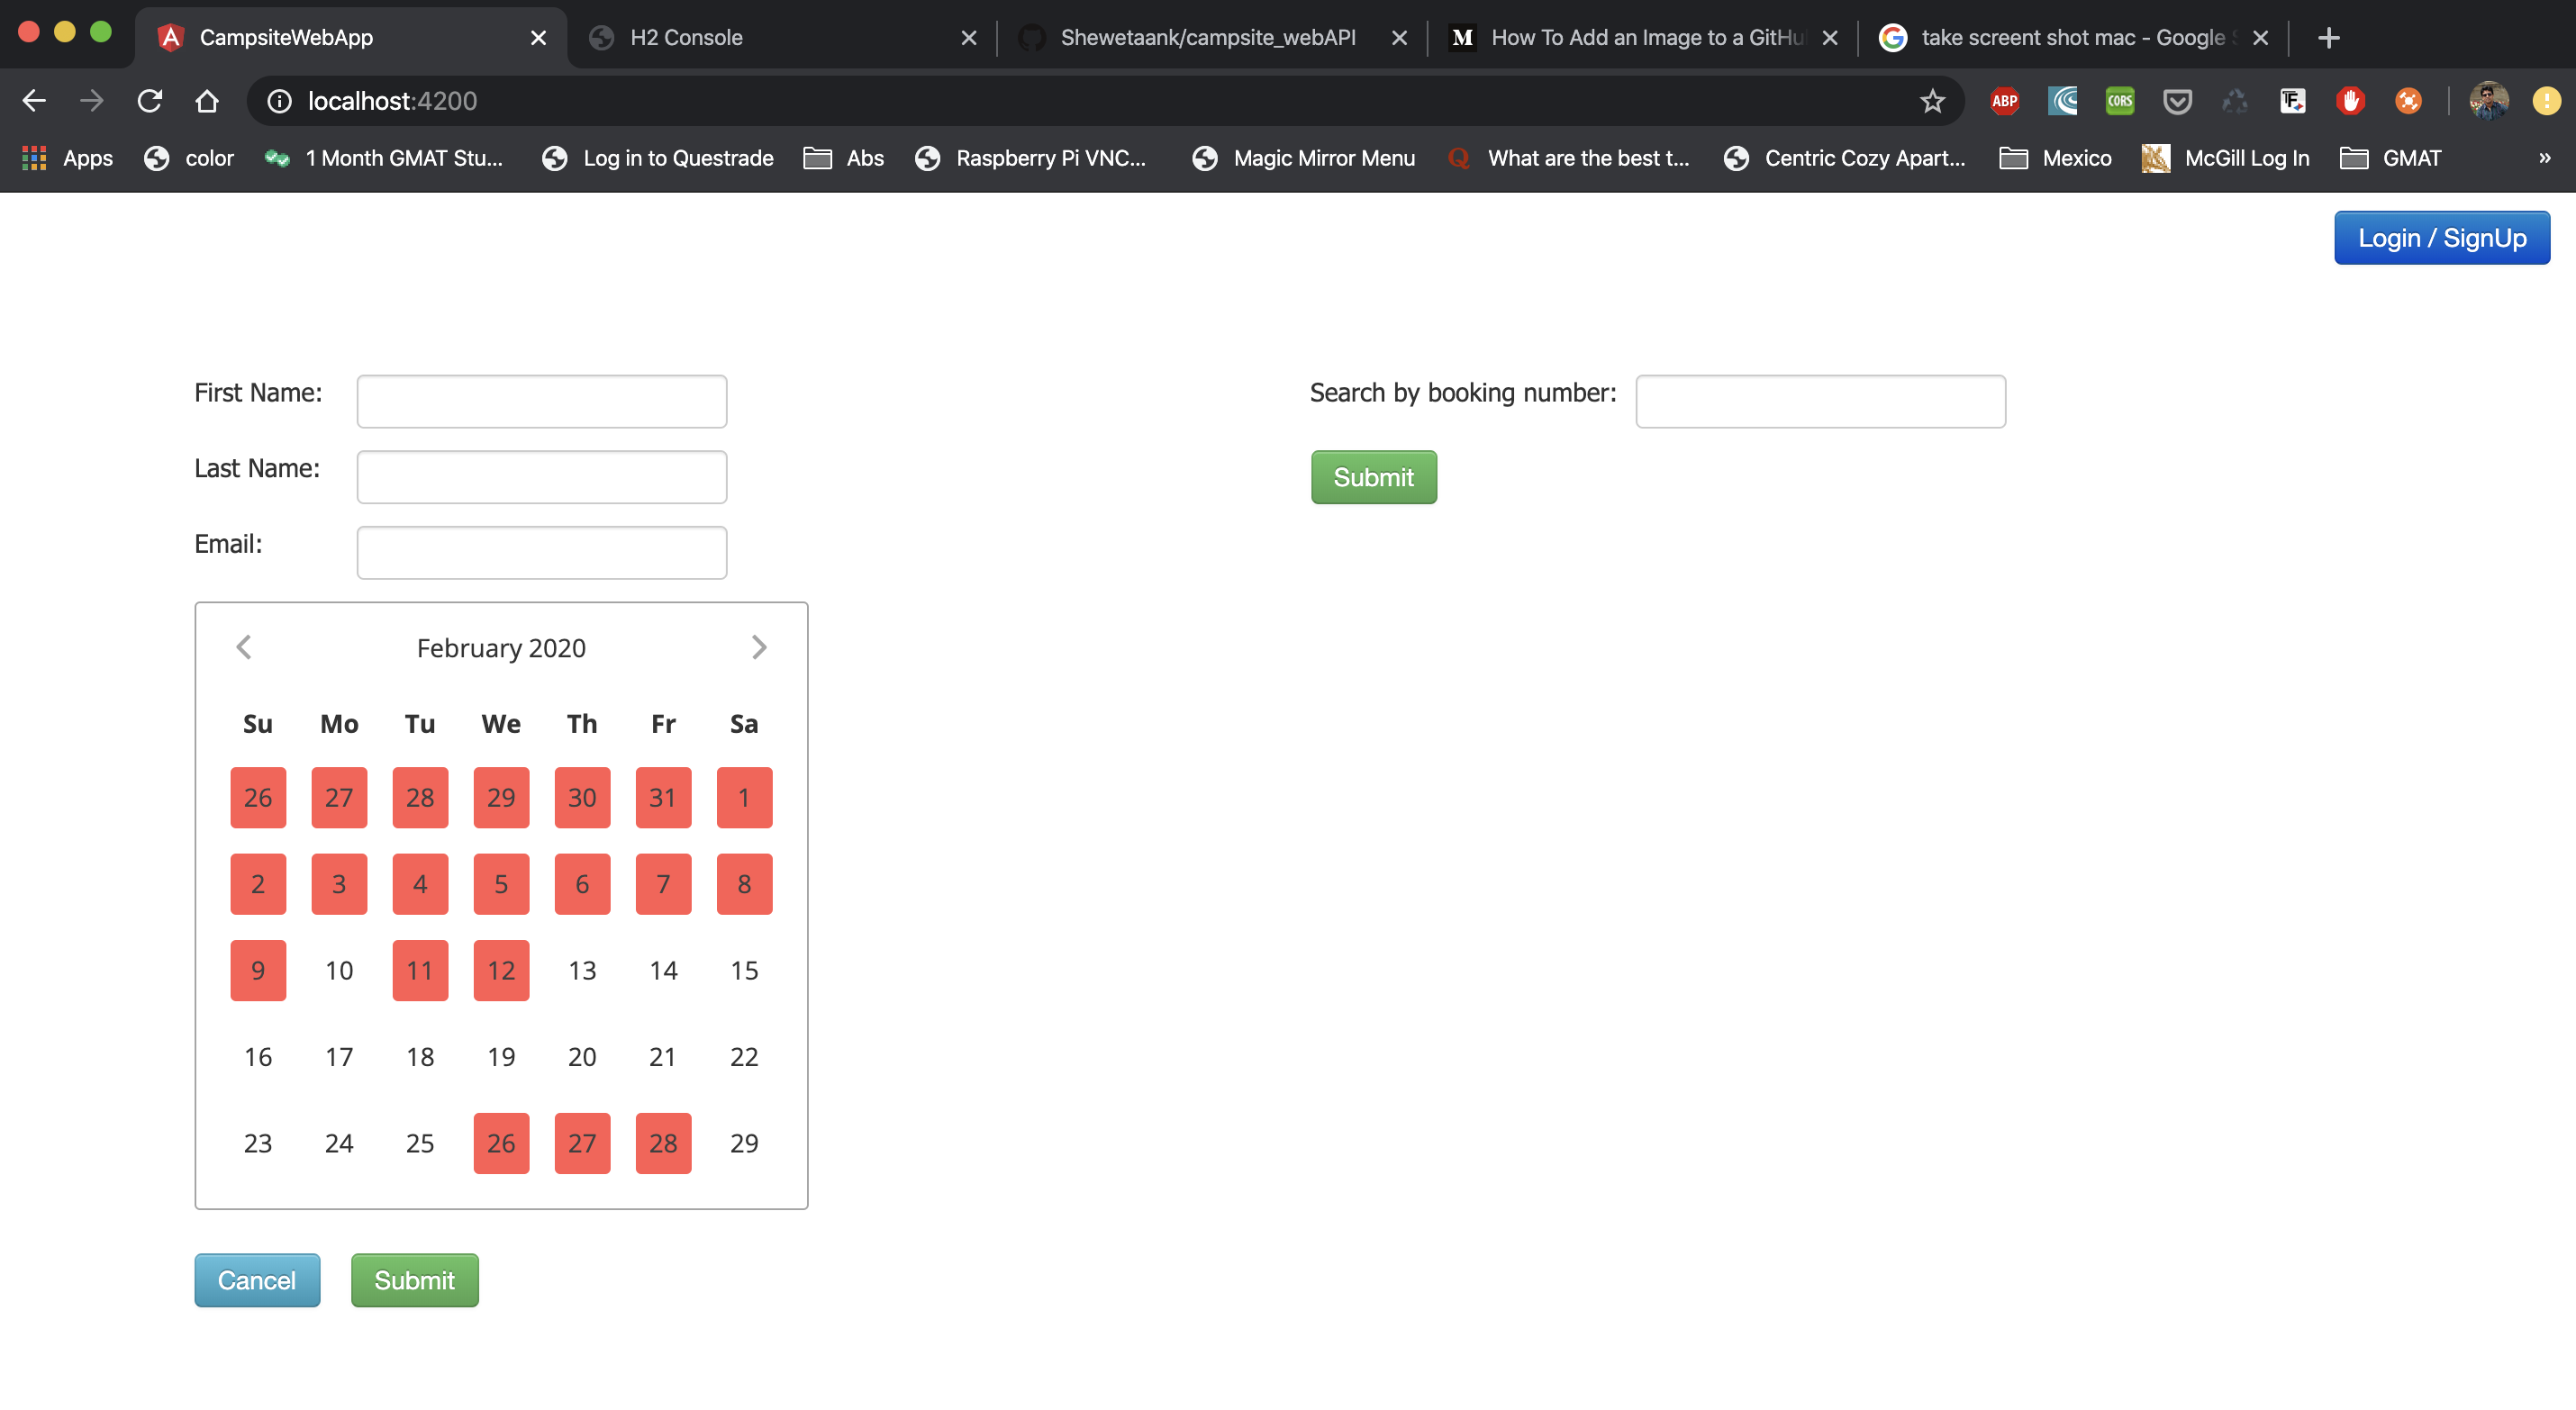 CampsiteWebApp H2 Console Shewetaank/campsite_webAPI M How To Add an Image to a GitHu take screent shot mac - Google
localhost:4200 ABP CORS
Apps color 1 Month GMAT Stu... Log in to Questrade Abs Raspberry Pi VNC... Magic Mirror Menu Q What are the best t... Centric Cozy Apart... Mexico McGill Log In GMAT »
Login / SignUp
First Name:
Last Name:
Email:
February 2020
Su Mo Tu We Th Fr Sa
26 27 28 29 30 31 1
2 3 4 5 6 7 8
9 10 11 12 13 14 15
16 17 18 19 20 21 22
23 24 25 26 27 28 29
Cancel Submit
Search by booking number:
Submit